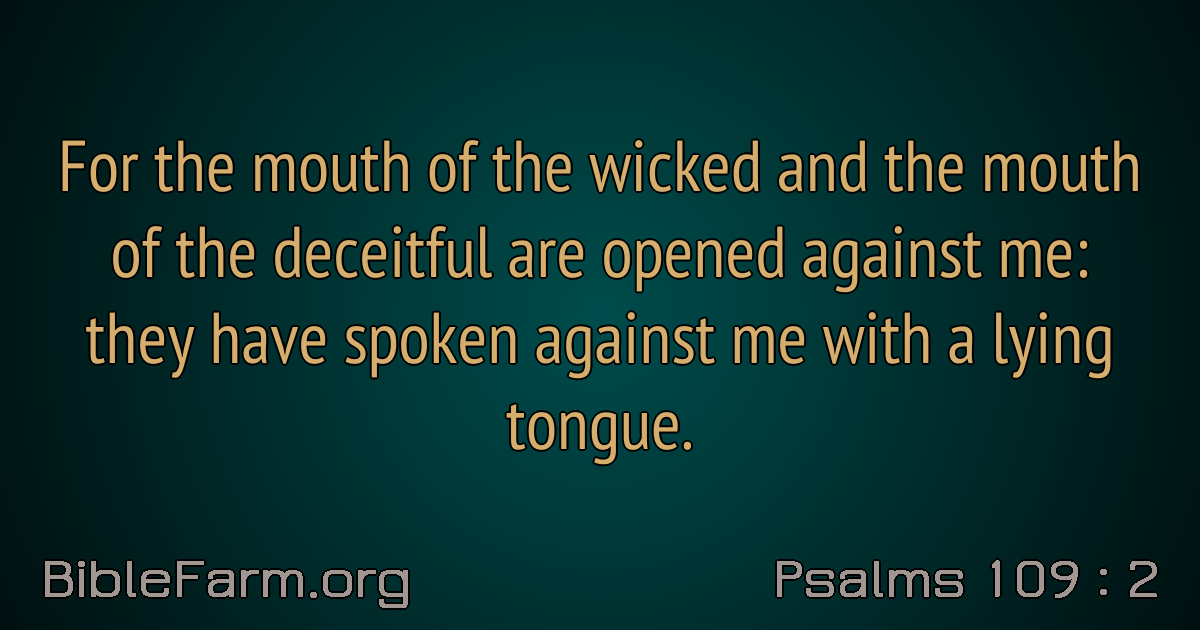 For the mouth of the wicked and the mouth
of the deceitful are opened against me:
they have spoken against me with a lying
tongue.
BibleFarm.org
Psalms 109 : 2